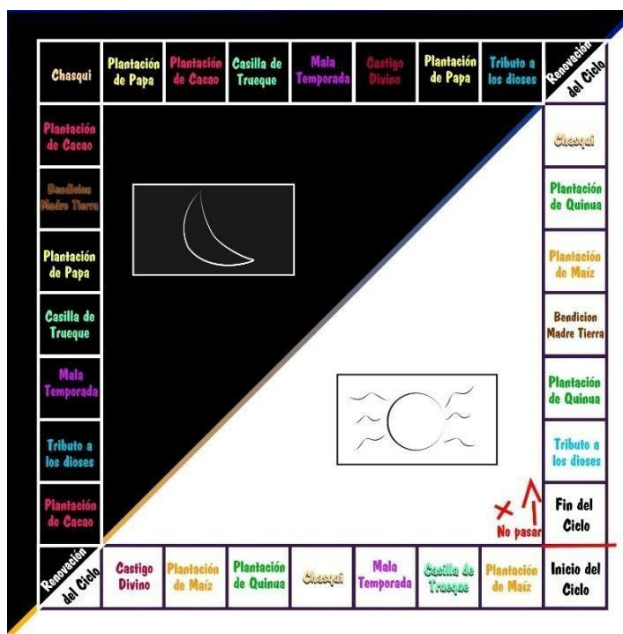 Chasqui
Plantación
de Papa
Plantación
de Cacao
Casilla de
Trueque
Mala
Temporada
Castigo
Divino
Plantación
de Papa
Tributo a
los dioses
Renovación
del Ciclo
Plantación
de Cacao
Chasqui
Bendicion
Madre Tierra
Plantación
de Quinua
Plantación
de Papa
Plantación
de Maíz
Casilla de
Trueque
Bendicion
Madre Tierra
Mala
Temporada
Plantación
de Quinua
Tributo a
los dioses
Tributo a
los dioses
Plantación
de Cacao
No pasar
Fin del
Ciclo
Renovación
del Ciclo
Castigo
Divino
Plantación
de Maíz
Plantación
de Quinua
Chasqui
Mala
Temporada
Casilla de
Trueque
Plantación
de Maíz
Inicio del
Ciclo